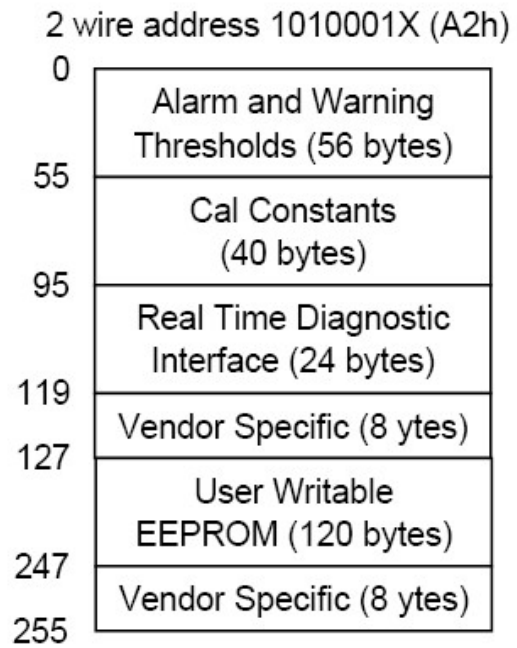 2 wire address 1010001X (A2h)
0
Alarm and Warning
Thresholds (56 bytes)
55
Cal Constants
(40 bytes)
95
Real Time Diagnostic
Interface (24 bytes)
119
Vendor Specific (8 ytes)
127
User Writable
EEPROM (120 bytes)
247
Vendor Specific (8 ytes)
255